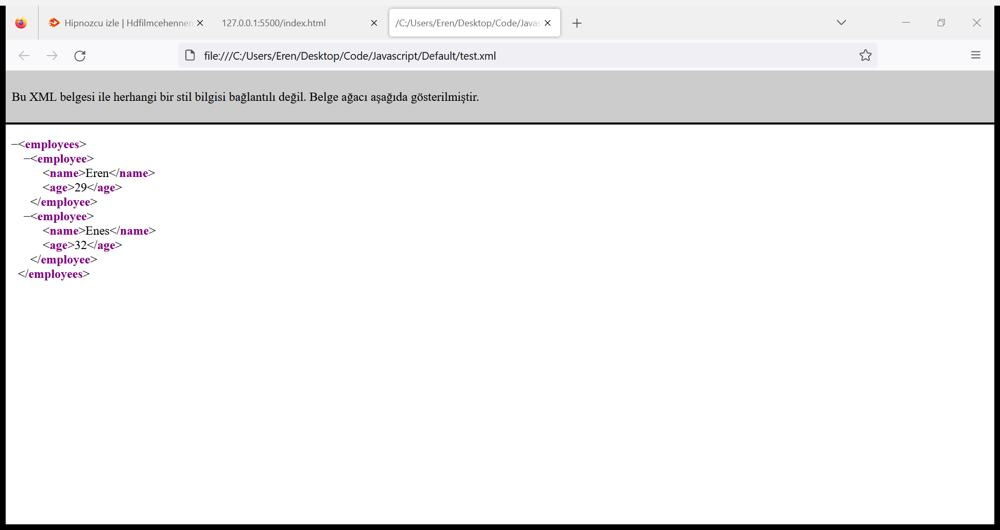 Hipnozcu izle | Hdfilmcehennem
127.0.0.1:5500/index.html
/C:/Users/Eren/Desktop/Code/Javas
file:///C:/Users/Eren/Desktop/Code/Javascript/Default/test.xml
Bu XML belgesi ile herhangi bir stil bilgisi bağlantılı değil. Belge ağacı aşağıda gösterilmiştir.
−<employees>
−<employee>
<name>Eren</name>
<age>29</age>
</employee>
−<employee>
<name>Enes</name>
<age>32</age>
</employee>
</employees>